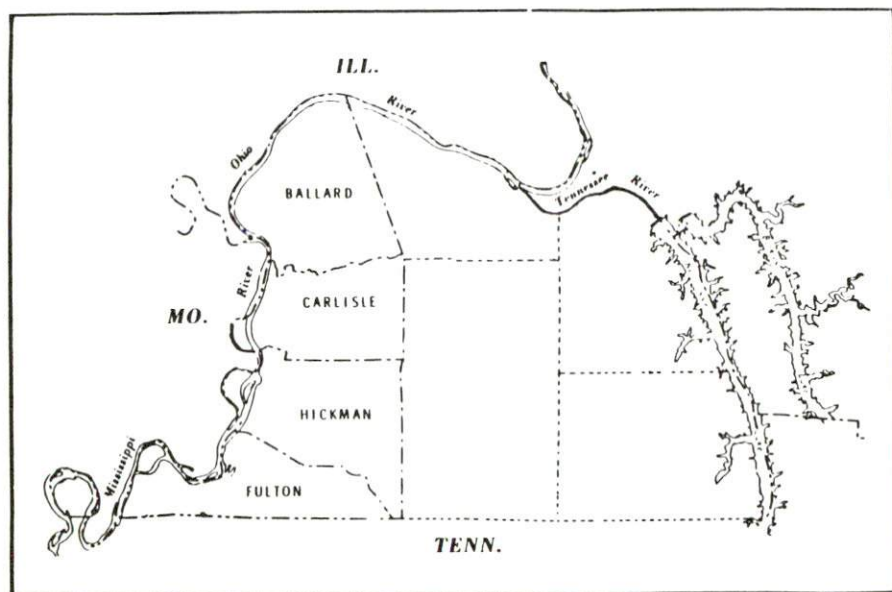 ILL.
River
Ohio
Tennessee River
BALLARD
River
CARLISLE
MO.
HICKMAN
Mississippi
FULTON
TENN.